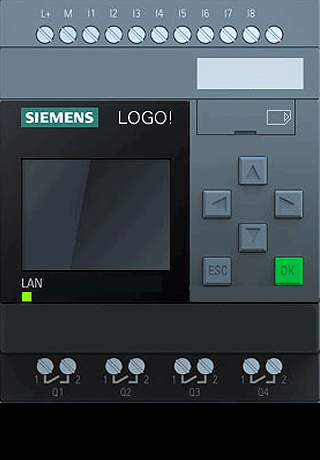 L+ M I1 I2 I3 I4 I5 I6 I7 I8
SIEMENS LOGO!
LAN
ESC OK
1 2 1 2 1 2 1 2
Q1 Q2 Q3 Q4